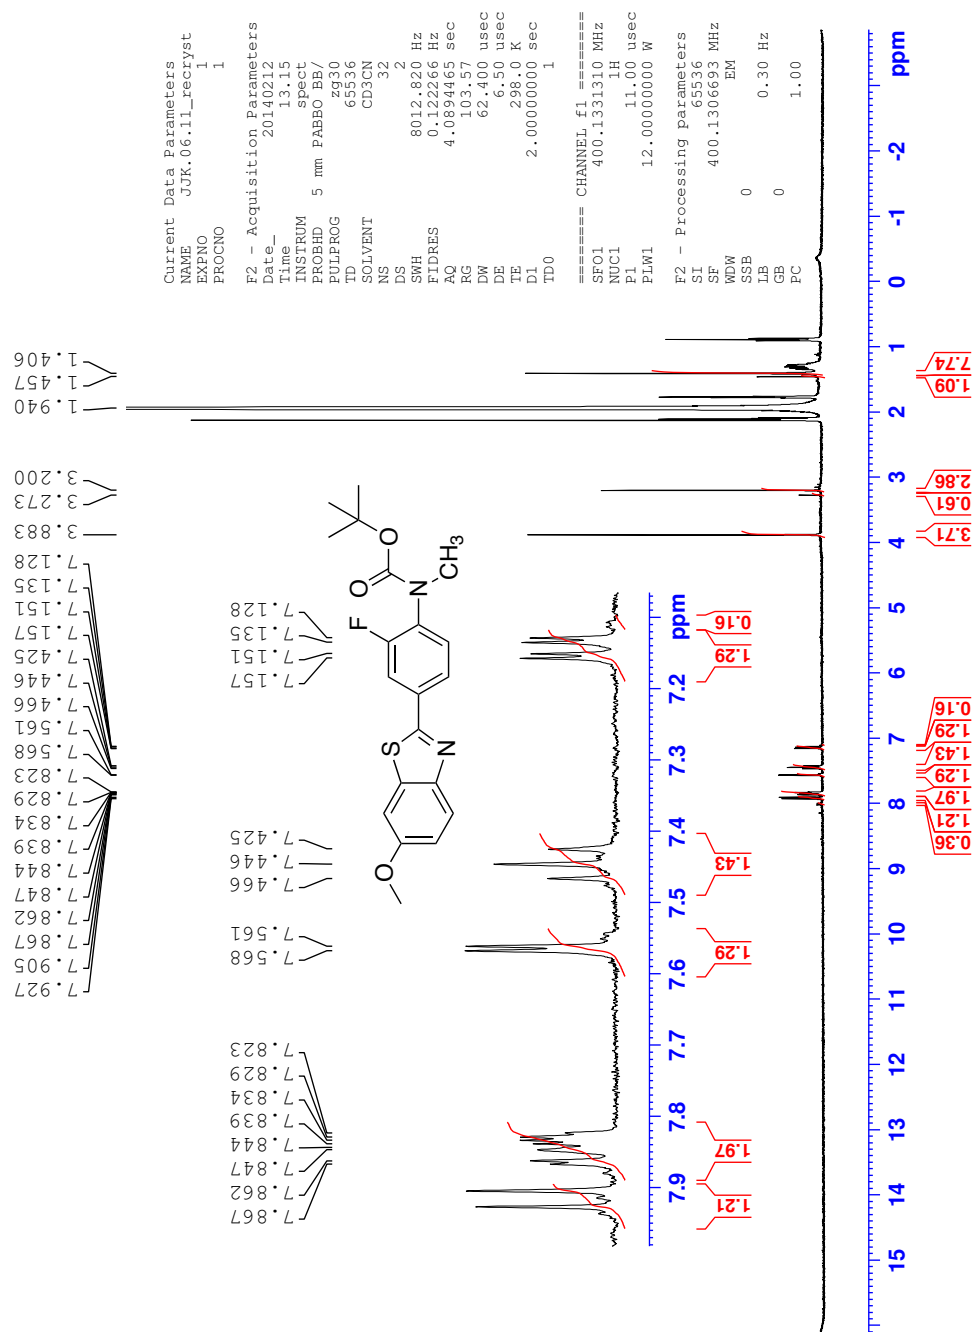 Current Data Parameters
NAME JJK.06.11_recryst
EXPNO 1
PROCNO 1
F2 - Acquisition Parameters
Date_ 20140212
Time 13.15
INSTRUM spect
PROBHD 5 mm PABBO BB/
PULPROG zg30
TD 65536
SOLVENT CD3CN
NS 32
DS 2
SWH 8012.820 Hz
FIDRES 0.122266 Hz
AQ 4.0894465 sec
RG 103.57
DW 62.400 usec
DE 6.50 usec
TE 298.0 K
D1 2.00000000 sec
TD0 1
======== CHANNEL f1 ========
SFO1 400.1331310 MHz
NUC1 1H
P1 11.00 usec
PLW1 12.00000000 W
F2 - Processing parameters
SI 65536
SF 400.1306693 MHz
WDW EM
SSB 0
LB 0.30 Hz
GB 0
PC 1.00
7.927
7.905
7.867
7.862
7.847
7.844
7.839
7.834
7.829
7.823
7.568
7.561
7.466
7.446
7.425
7.157
7.151
7.135
7.128
3.883
3.273
3.200
1.940
1.457
1.406
7.867
7.862
7.847
7.844
7.839
7.834
7.829
7.823
7.568
7.561
7.466
7.446
7.425
7.157
7.151
7.135
7.128
O
S
N
F
N
CH3
O
O
7.9 7.8 7.7 7.6 7.5 7.4 7.3 7.2 ppm
1.21
1.97
1.29
1.43
1.29
0.16
15 14 13 12 11 10 9 8 7 6 5 4 3 2 1 0 -1 -2 ppm
0.36
1.21
1.97
1.29
1.43
1.29
0.16
3.71
0.61
2.86
1.09
7.74